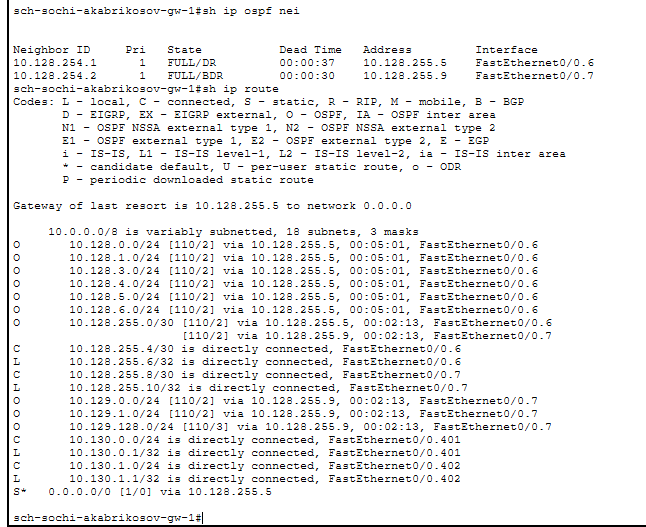 sch-sochi-akabrikosov-gw-1#sh ip ospf nei
Neighbor ID     Pri   State           Dead Time   Address         Interface
10.128.254.1      1   FULL/DR         00:00:37    10.128.255.5    FastEthernet0/0.6
10.128.254.2      1   FULL/BDR        00:00:30    10.128.255.9    FastEthernet0/0.7
sch-sochi-akabrikosov-gw-1#sh ip route
Codes: L - local, C - connected, S - static, R - RIP, M - mobile, B - BGP
       D - EIGRP, EX - EIGRP external, O - OSPF, IA - OSPF inter area
       N1 - OSPF NSSA external type 1, N2 - OSPF NSSA external type 2
       E1 - OSPF external type 1, E2 - OSPF external type 2, E - EGP
       i - IS-IS, L1 - IS-IS level-1, L2 - IS-IS level-2, ia - IS-IS inter area
       * - candidate default, U - per-user static route, o - ODR
       P - periodic downloaded static route
Gateway of last resort is 10.128.255.5 to network 0.0.0.0
     10.0.0.0/8 is variably subnetted, 18 subnets, 3 masks
O       10.128.0.0/24 [110/2] via 10.128.255.5, 00:05:01, FastEthernet0/0.6
O       10.128.1.0/24 [110/2] via 10.128.255.5, 00:05:01, FastEthernet0/0.6
O       10.128.3.0/24 [110/2] via 10.128.255.5, 00:05:01, FastEthernet0/0.6
O       10.128.4.0/24 [110/2] via 10.128.255.5, 00:05:01, FastEthernet0/0.6
O       10.128.5.0/24 [110/2] via 10.128.255.5, 00:05:01, FastEthernet0/0.6
O       10.128.6.0/24 [110/2] via 10.128.255.5, 00:05:01, FastEthernet0/0.6
O       10.128.255.0/30 [110/2] via 10.128.255.5, 00:02:13, FastEthernet0/0.6
                        [110/2] via 10.128.255.9, 00:02:13, FastEthernet0/0.7
C       10.128.255.4/30 is directly connected, FastEthernet0/0.6
L       10.128.255.6/32 is directly connected, FastEthernet0/0.6
C       10.128.255.8/30 is directly connected, FastEthernet0/0.7
L       10.128.255.10/32 is directly connected, FastEthernet0/0.7
O       10.129.0.0/24 [110/2] via 10.128.255.9, 00:02:13, FastEthernet0/0.7
O       10.129.1.0/24 [110/2] via 10.128.255.9, 00:02:13, FastEthernet0/0.7
O       10.129.128.0/24 [110/3] via 10.128.255.9, 00:02:13, FastEthernet0/0.7
C       10.130.0.0/24 is directly connected, FastEthernet0/0.401
L       10.130.0.1/32 is directly connected, FastEthernet0/0.401
C       10.130.1.0/24 is directly connected, FastEthernet0/0.402
L       10.130.1.1/32 is directly connected, FastEthernet0/0.402
S*   0.0.0.0/0 [1/0] via 10.128.255.5
sch-sochi-akabrikosov-gw-1#